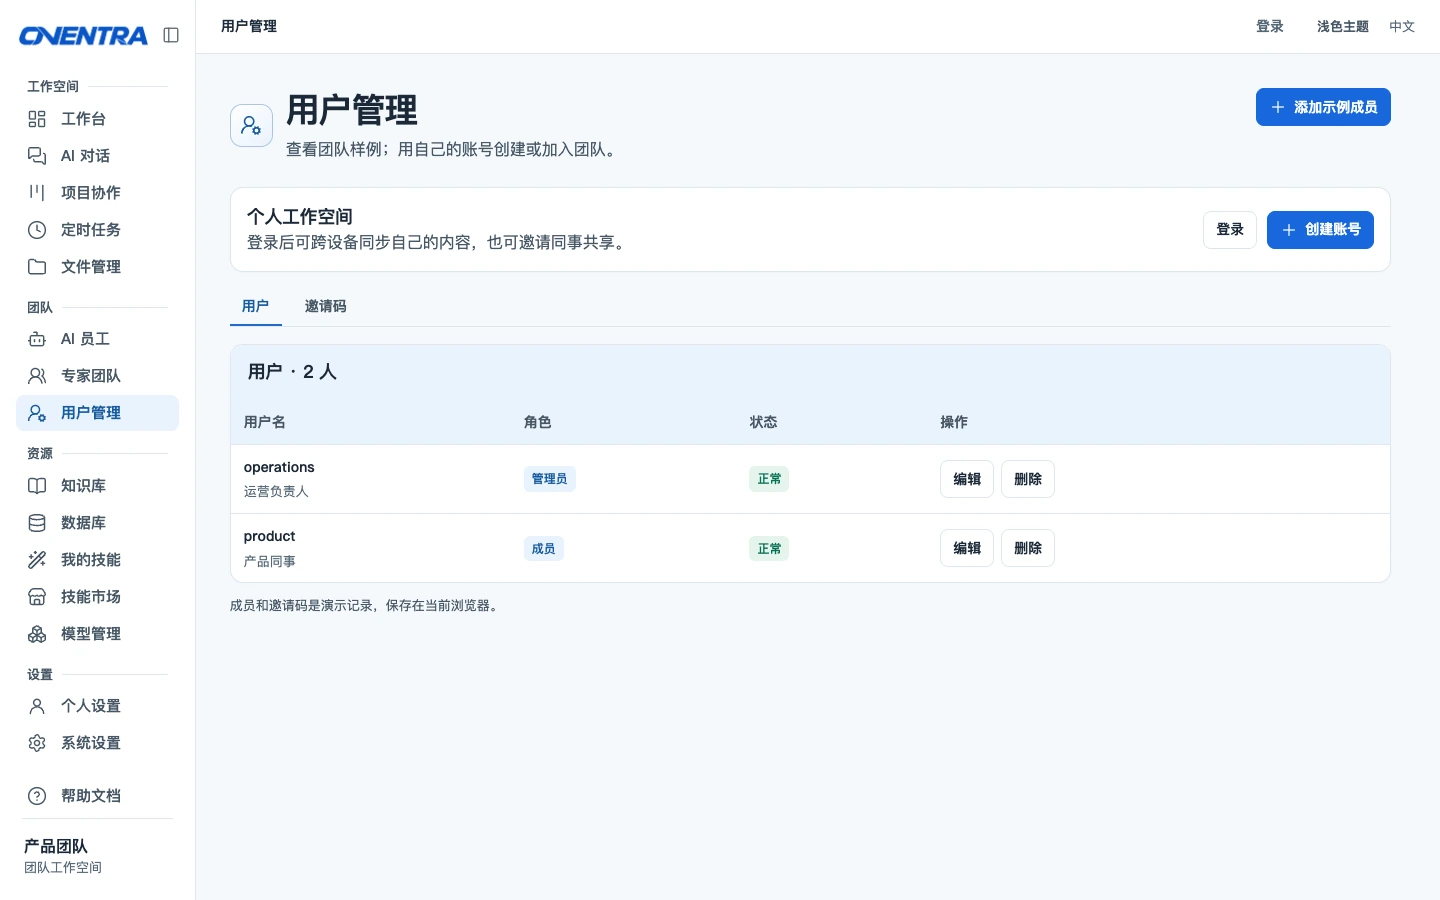 ONENTRA
工作空间
工作台
AI 对话
项目协作
定时任务
文件管理
团队
AI 员工
专家团队
用户管理
资源
知识库
数据库
我的技能
技能市场
模型管理
设置
个人设置
系统设置
帮助文档
产品团队
团队工作空间
用户管理
登录
浅色主题
中文
用户管理
查看团队样例；用自己的账号创建或加入团队。
添加示例成员
个人工作空间
登录后可跨设备同步自己的内容，也可邀请同事共享。
登录
创建账号
用户
邀请码
用户 · 2 人
用户名 角色 状态 操作
operations
运营负责人
管理员
正常
编辑
删除
product
产品同事
成员
正常
编辑
删除
成员和邀请码是演示记录，保存在当前浏览器。